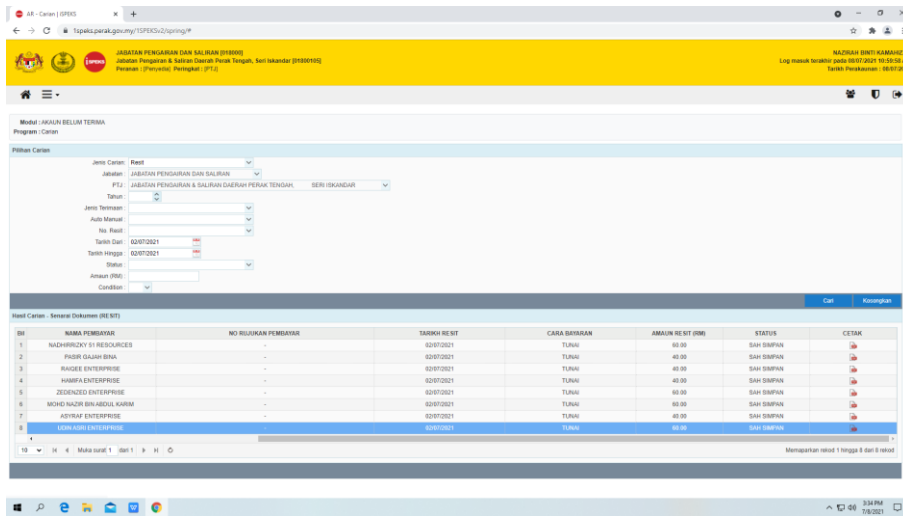 AR - Carian | ISPEKS
1speks.perak.gov.my/1SPEKSv2/spring/#
JABATAN PENGAIRAN DAN SALIRAN [018000]
Jabatan Pengairan & Saliran Daerah Perak Tengah, Seri Iskandar [01800105]
Peranan : [Penyedia] Peringkat : [PTJ]
NAZIRAH BINTI KAMAHIZ
Log masuk terakhir pada 08/07/2021 10:59:58
Tarikh Perakaunan : 08/07/20
Modul : AKAUN BELUM TERIMA
Program : Carian
Pilihan Carian
Jenis Carian: Resit
Jabatan : JABATAN PENGAIRAN DAN SALIRAN
PTJ : JABATAN PENGAIRAN & SALIRAN DAERAH PERAK TENGAH, SERI ISKANDAR
Tahun :
Jenis Terimaan :
Auto Manual :
No. Resit :
Tarikh Dari : 02/07/2021
Tarikh Hingga : 02/07/2021
Status :
Amaun (RM) :
Condition :
Cari Kosongkan
Hasil Carian - Senarai Dokumen (RESIT)
Bil NAMA PEMBAYAR NO RUJUKAN PEMBAYAR TARIKH RESIT CARA BAYARAN AMAUN RESIT (RM) STATUS CETAK
1 NADHIRRIZKY S1 RESOURCES - 02/07/2021 TUNAI 60.00 SAH SIMPAN
2 PASIR GAJAH BINA - 02/07/2021 TUNAI 40.00 SAH SIMPAN
3 RAIQEE ENTERPRISE - 02/07/2021 TUNAI 40.00 SAH SIMPAN
4 HAMIFA ENTERPRISE - 02/07/2021 TUNAI 40.00 SAH SIMPAN
5 ZEDENZED ENTERPRISE - 02/07/2021 TUNAI 60.00 SAH SIMPAN
6 MOHD NAZIR BIN ABDUL KARIM - 02/07/2021 TUNAI 60.00 SAH SIMPAN
7 ASYRAF ENTERPRISE - 02/07/2021 TUNAI 40.00 SAH SIMPAN
8 UDIN ASRI ENTERPRISE - 02/07/2021 TUNAI 60.00 SAH SIMPAN
10 Muka surat 1 dari 1 Memaparkan rekod 1 hingga 8 dari 8 rekod
3:34 PM
7/8/2021